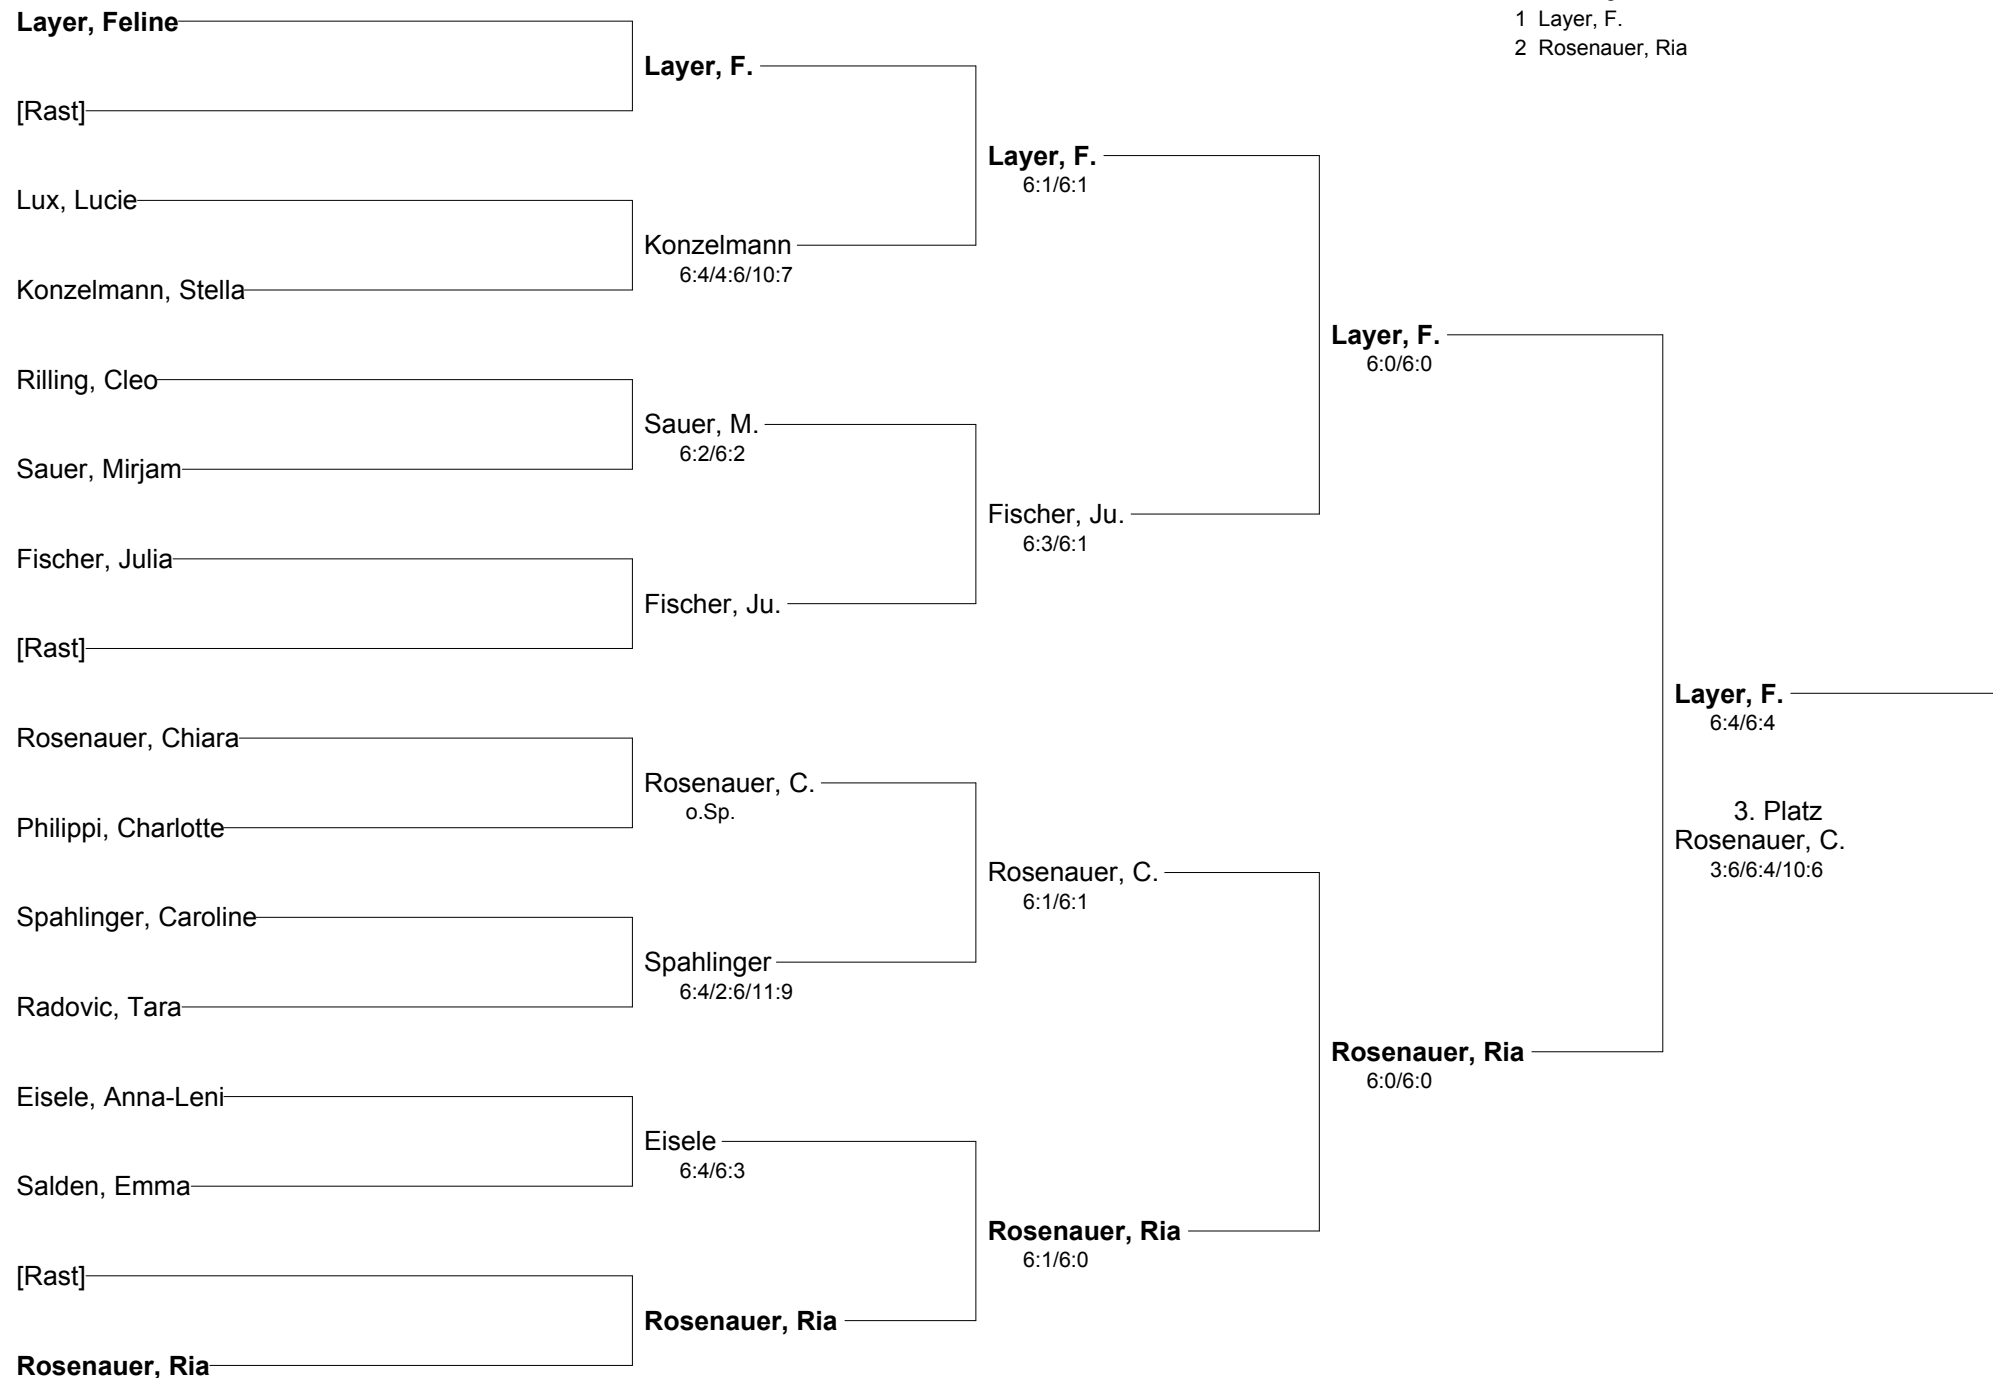 1 Layer, F.
2 Rosenauer, Ria
Layer, Feline
[Rast]
Lux, Lucie
Konzelmann, Stella
Rilling, Cleo
Sauer, Mirjam
Fischer, Julia
[Rast]
Rosenauer, Chiara
Philippi, Charlotte
Spahlinger, Caroline
Radovic, Tara
Eisele, Anna-Leni
Salden, Emma
[Rast]
Rosenauer, Ria
Layer, F.
Konzelmann
6:4/4:6/10:7
Sauer, M.
6:2/6:2
Fischer, Ju.
Rosenauer, C.
o.Sp.
Spahlinger
6:4/2:6/11:9
Eisele
6:4/6:3
Rosenauer, Ria
Layer, F.
6:1/6:1
Fischer, Ju.
6:3/6:1
Rosenauer, C.
6:1/6:1
Rosenauer, Ria
6:1/6:0
Layer, F.
6:0/6:0
Rosenauer, Ria
6:0/6:0
Layer, F.
6:4/6:4
3. Platz
Rosenauer, C.
3:6/6:4/10:6